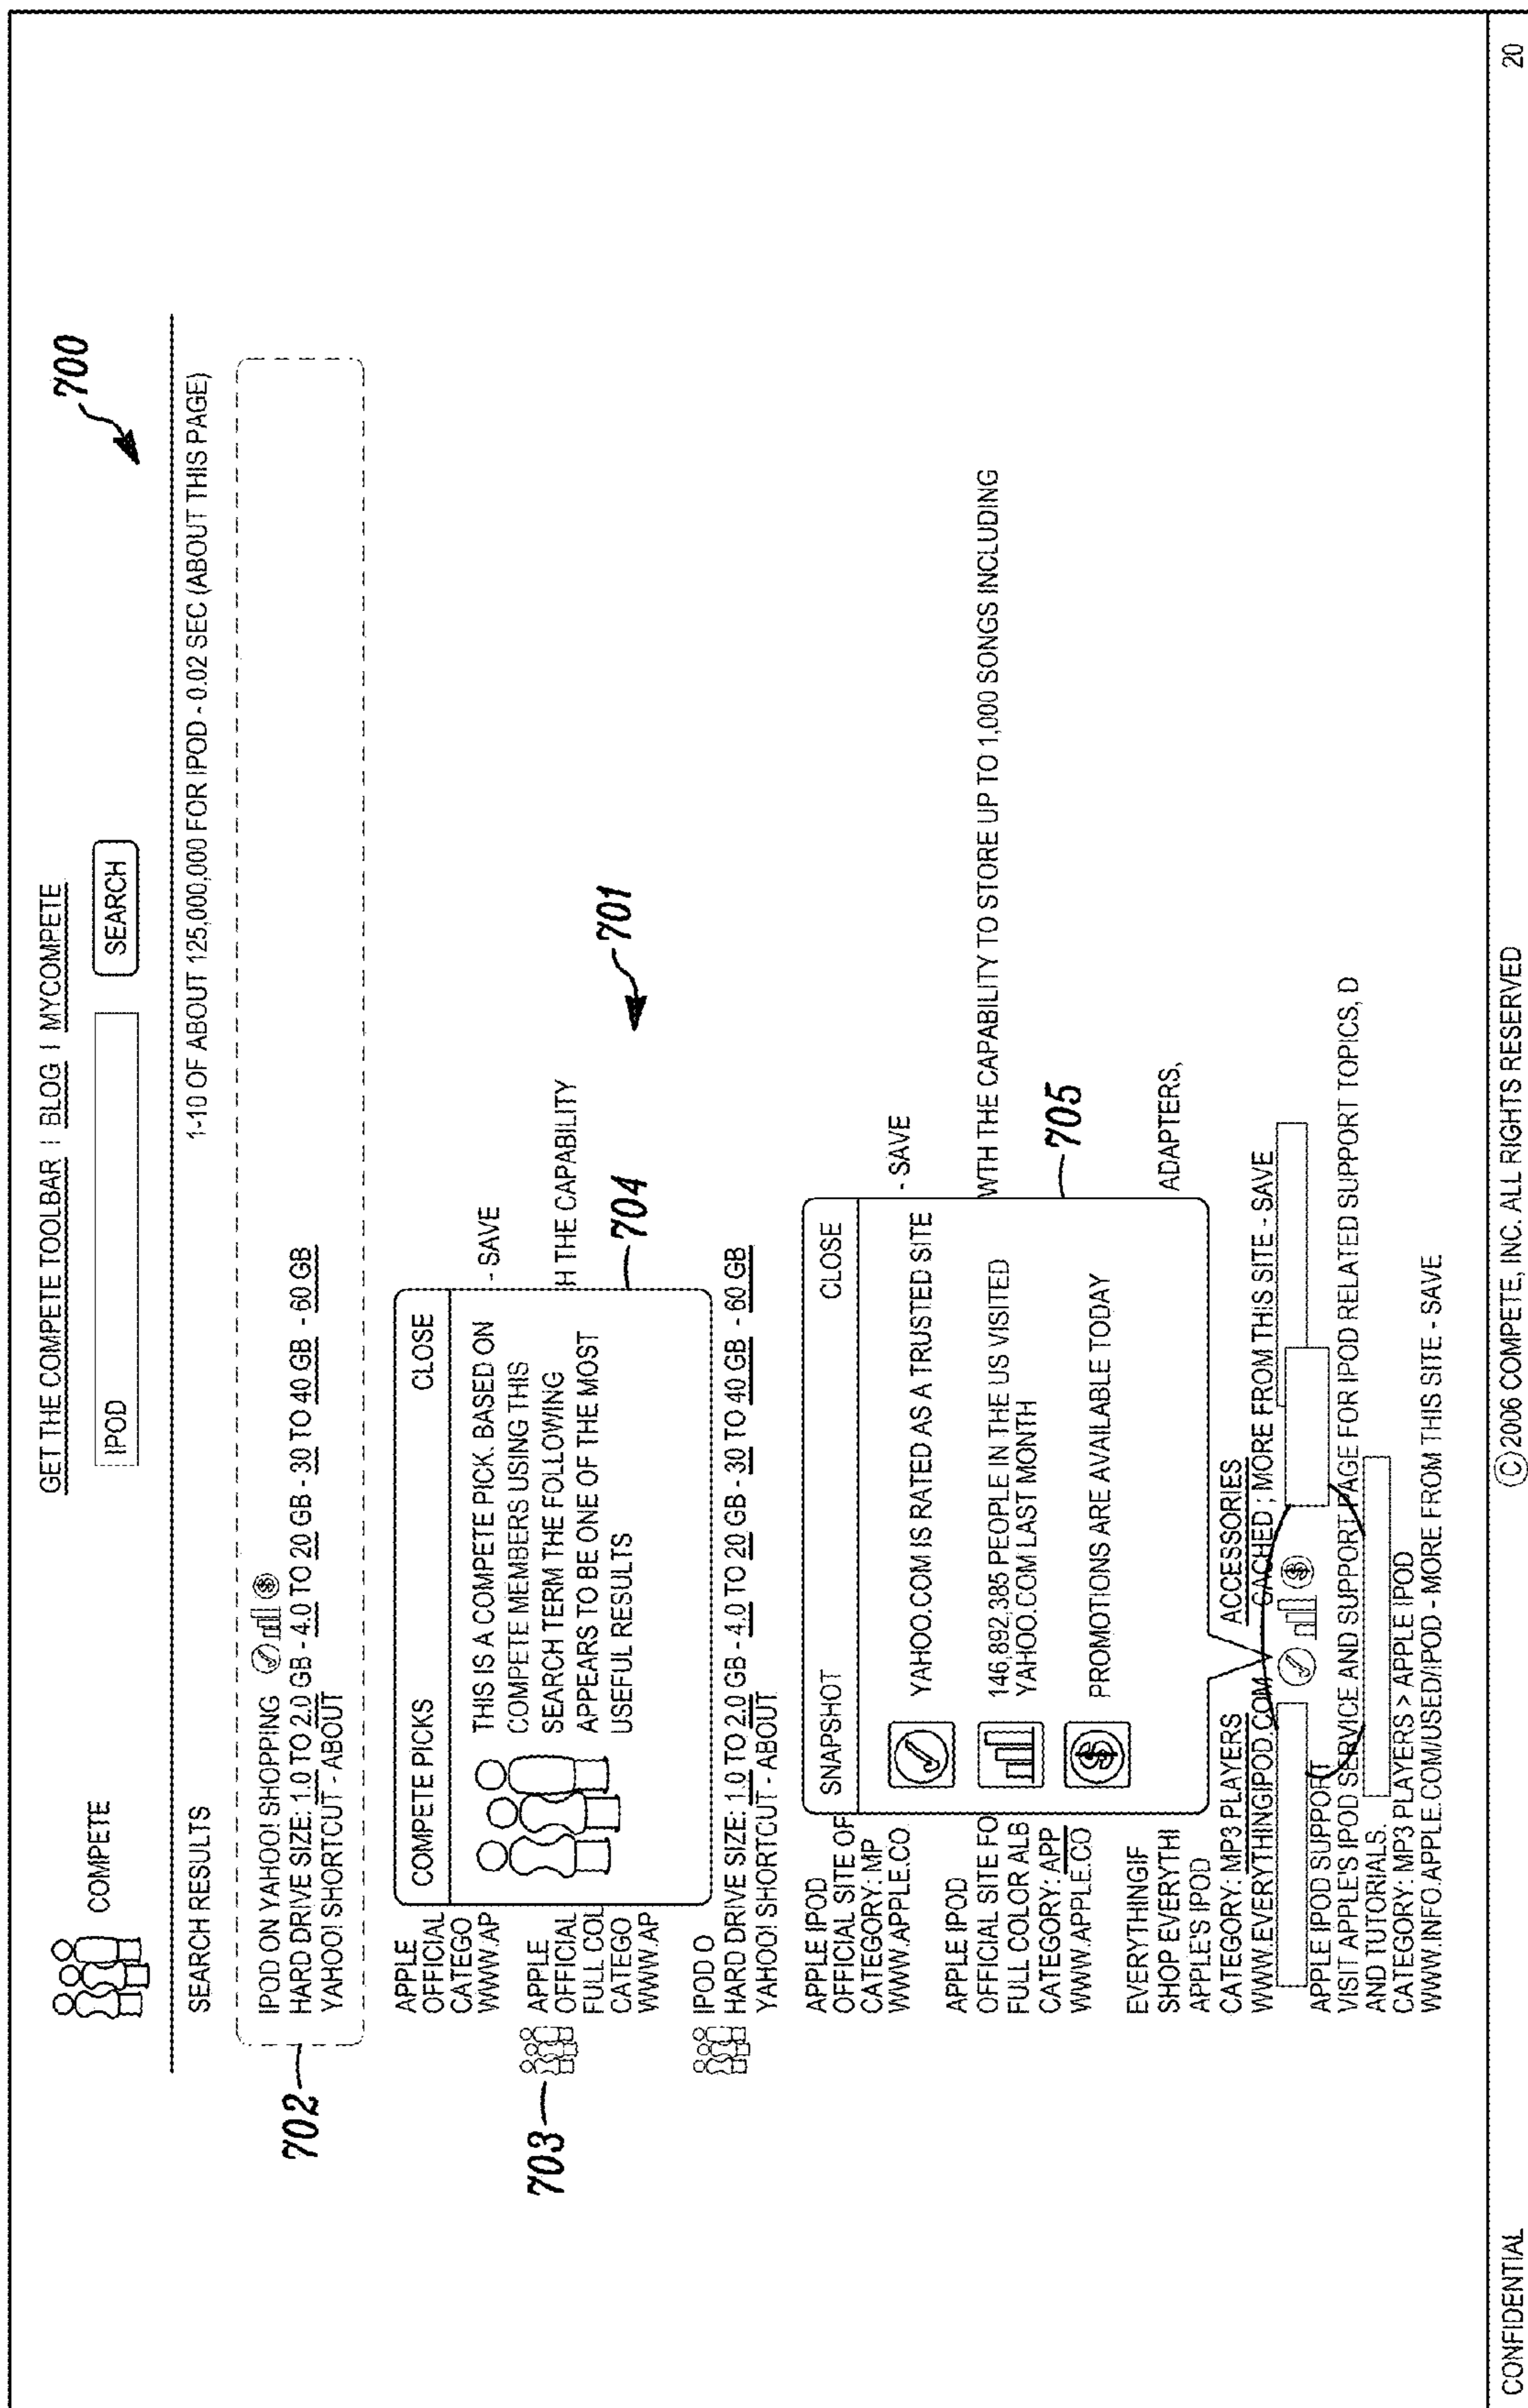 GET THE COMPETE TOOLBAR | BLOG | MYCOMPETE
COMPETE
IPOD
SEARCH
700
SEARCH RESULTS
1-10 OF ABOUT 125,000,000 FOR IPOD - 0.02 SEC (ABOUT THIS PAGE)
702
IPOD ON YAHOO! SHOPPING
HARD DRIVE SIZE: 1.0 TO 2.0 GB - 4.0 TO 20 GB - 30 TO 40 GB - 60 GB
YAHOO! SHORTCUT - ABOUT
APPLE
OFFICIAL
CATEGO
WWW.AP
- SAVE
COMPETE PICKS
CLOSE
THIS IS A COMPETE PICK. BASED ON
COMPETE MEMBERS USING THIS
SEARCH TERM THE FOLLOWING
APPEARS TO BE ONE OF THE MOST
USEFUL RESULTS
704
701
703
APPLE
OFFICIAL
FULL COL
CATEGO
WWW.AP
H THE CAPABILITY
IPOD O
HARD DRIVE SIZE: 1.0 TO 2.0 GB - 4.0 TO 20 GB - 30 TO 40 GB - 60 GB
YAHOO! SHORTCUT - ABOUT
APPLE IPOD
OFFICIAL SITE OF
CATEGORY: MP
WWW.APPLE.CO
- SAVE
SNAPSHOT
CLOSE
YAHOO.COM IS RATED AS A TRUSTED SITE
146,892,385 PEOPLE IN THE US VISITED
YAHOO.COM LAST MONTH
PROMOTIONS ARE AVAILABLE TODAY
705
APPLE IPOD
OFFICIAL SITE FO
WTH THE CAPABILITY TO STORE UP TO 1,000 SONGS INCLUDING
FULL COLOR ALB
CATEGORY: APP
WWW.APPLE.CO
EVERYTHINGIF
SHOP EVERYTHI
ADAPTERS,
APPLE'S IPOD
CATEGORY: MP3 PLAYERS
ACCESSORIES
WWW.EVERYTHINGIPOD.COM - CACHED ; MORE FROM THIS SITE - SAVE
APPLE IPOD SUPPORT
VISIT APPLE'S IPOD SERVICE AND SUPPORT PAGE FOR IPOD RELATED SUPPORT TOPICS, D
AND TUTORIALS.
CATEGORY: MP3 PLAYERS > APPLE IPOD
WWW.INFO.APPLE.COM/USED/IPOD - MORE FROM THIS SITE - SAVE
CONFIDENTIAL
©2006 COMPETE, INC. ALL RIGHTS RESERVED
20